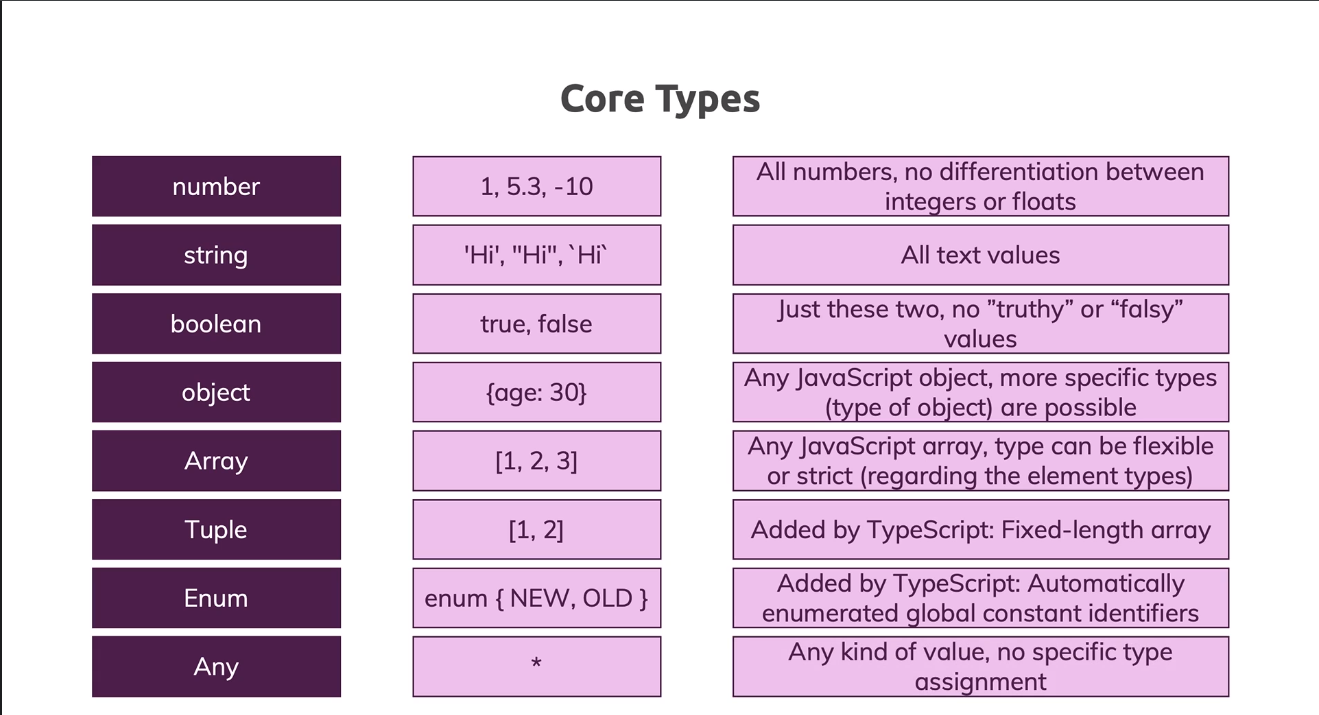 Core Types
number
1, 5.3, -10
All numbers, no differentiation between
integers or floats
string
'Hi', "Hi", `Hi`
All text values
boolean
true, false
Just these two, no ”truthy” or “falsy”
values
object
{age: 30}
Any JavaScript object, more specific types
(type of object) are possible
Array
[1, 2, 3]
Any JavaScript array, type can be flexible
or strict (regarding the element types)
Tuple
[1, 2]
Added by TypeScript: Fixed-length array
Enum
enum { NEW, OLD }
Added by TypeScript: Automatically
enumerated global constant identifiers
Any
*
Any kind of value, no specific type
assignment